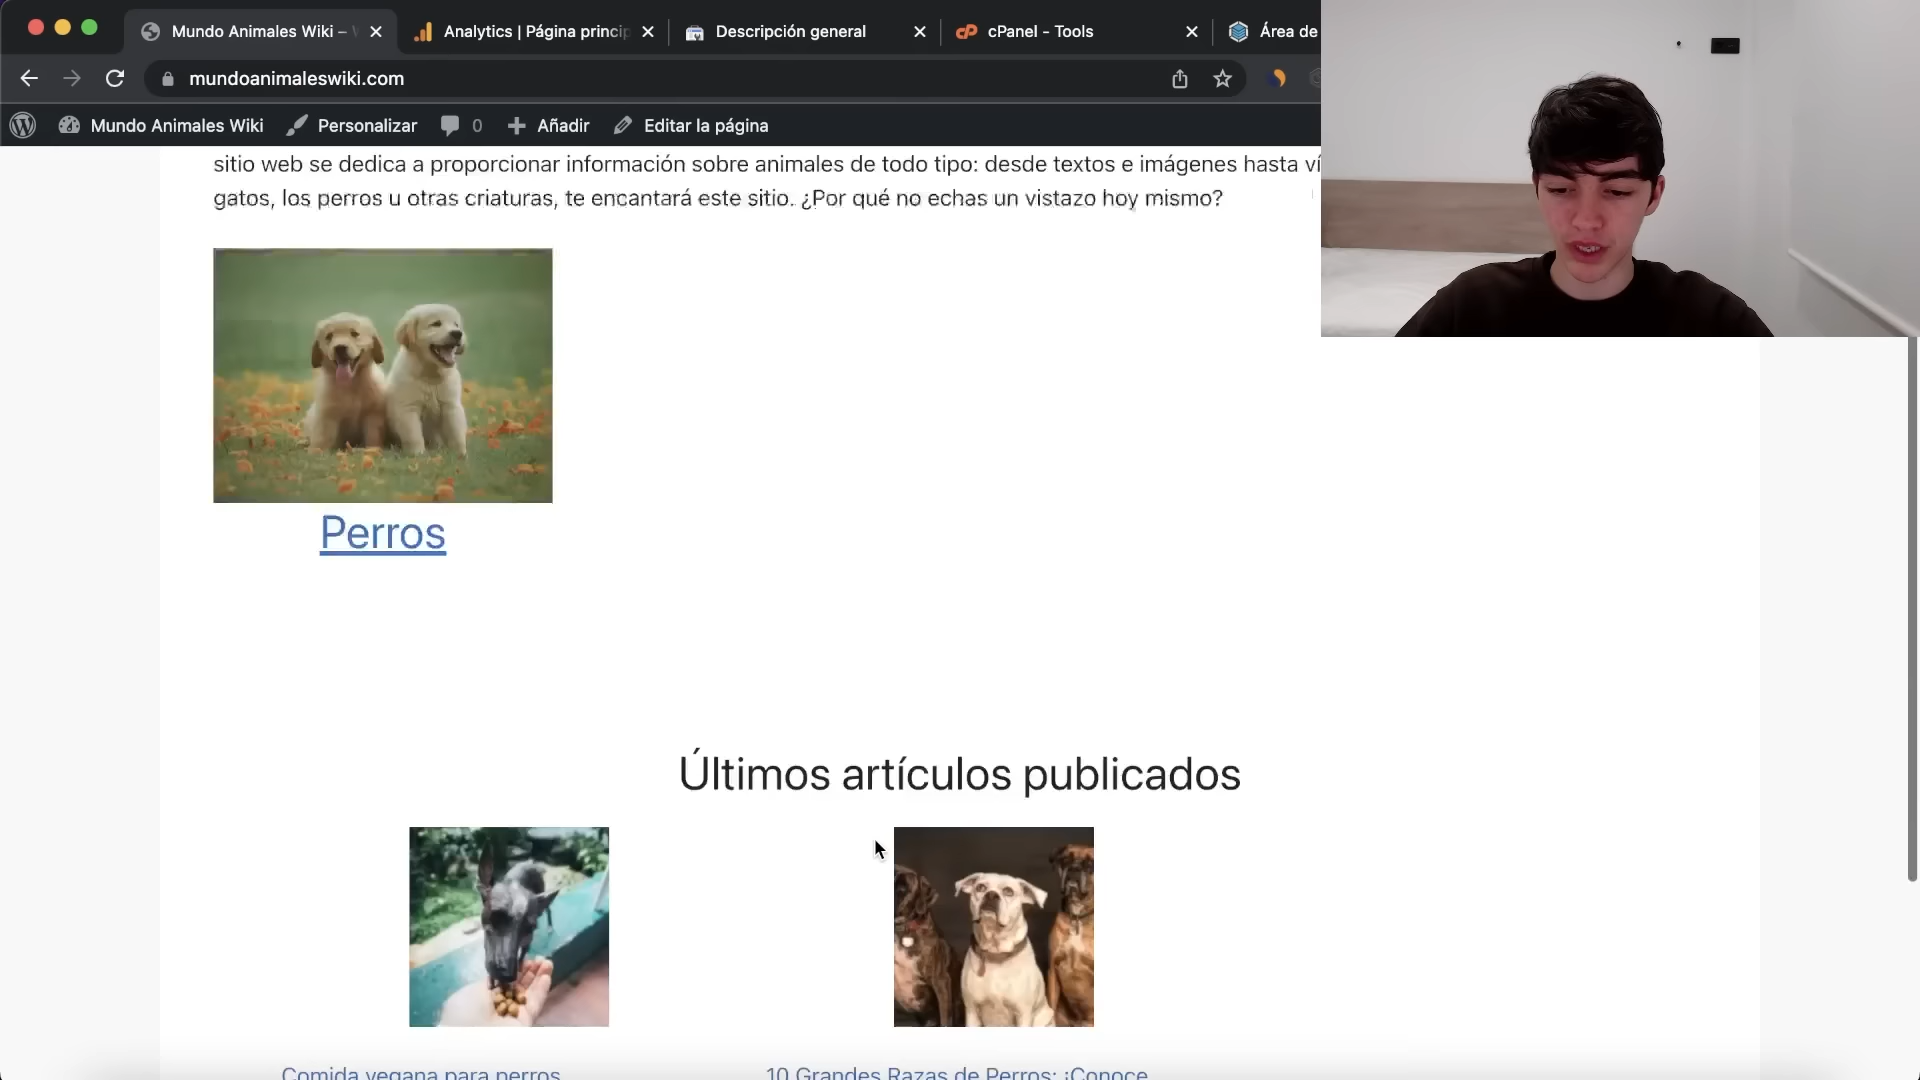 Mundo Animales Wiki –
Analytics | Página princip
Descripción general
cPanel - Tools
Área de
mundoanimaleswiki.com
Mundo Animales Wiki
Personalizar
0
Añadir
Editar la página
sitio web se dedica a proporcionar información sobre animales de todo tipo: desde textos e imágenes hasta ví
gatos, los perros u otras criaturas, te encantará este sitio. ¿Por qué no echas un vistazo hoy mismo?
Perros
Últimos artículos publicados
Comida vegana para perros
10 Grandes Razas de Perros: ¡Conoce